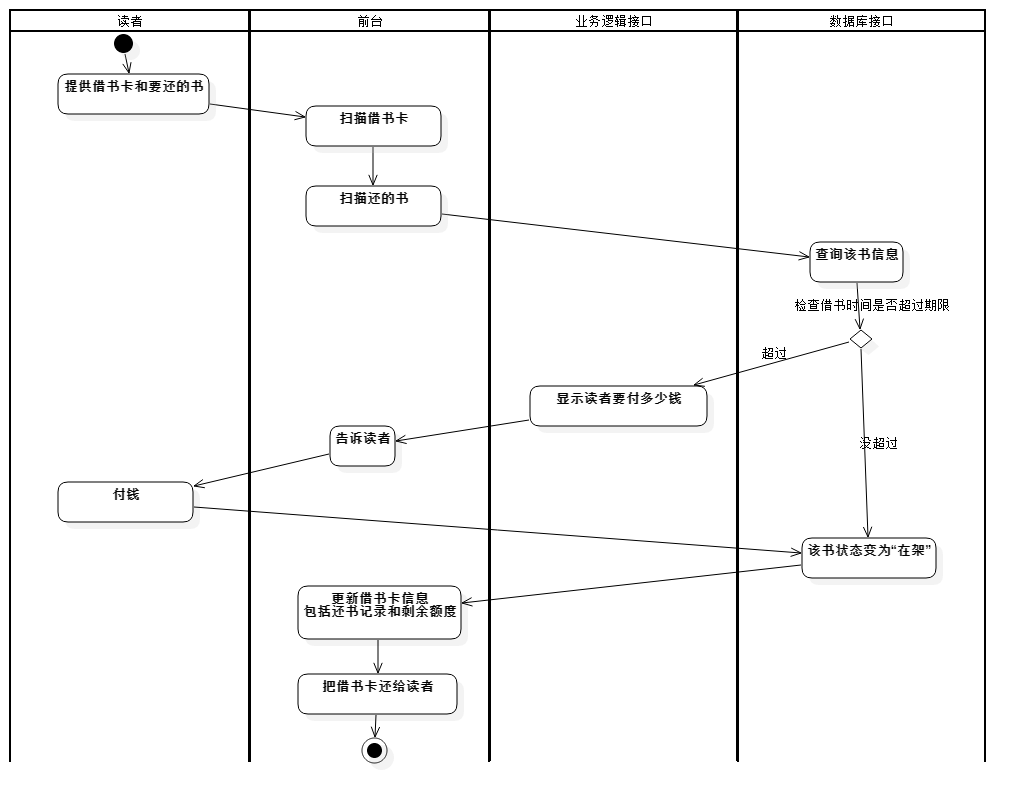 读者
前台
业务逻辑接口
数据库接口
提供借书卡和要还的书
扫描借书卡
扫描还的书
查询该书信息
检查借书时间是否超过期限
超过
显示读者要付多少钱
告诉读者
没超过
付钱
该书状态变为“在架”
更新借书卡信息
包括还书记录和剩余额度
把借书卡还给读者